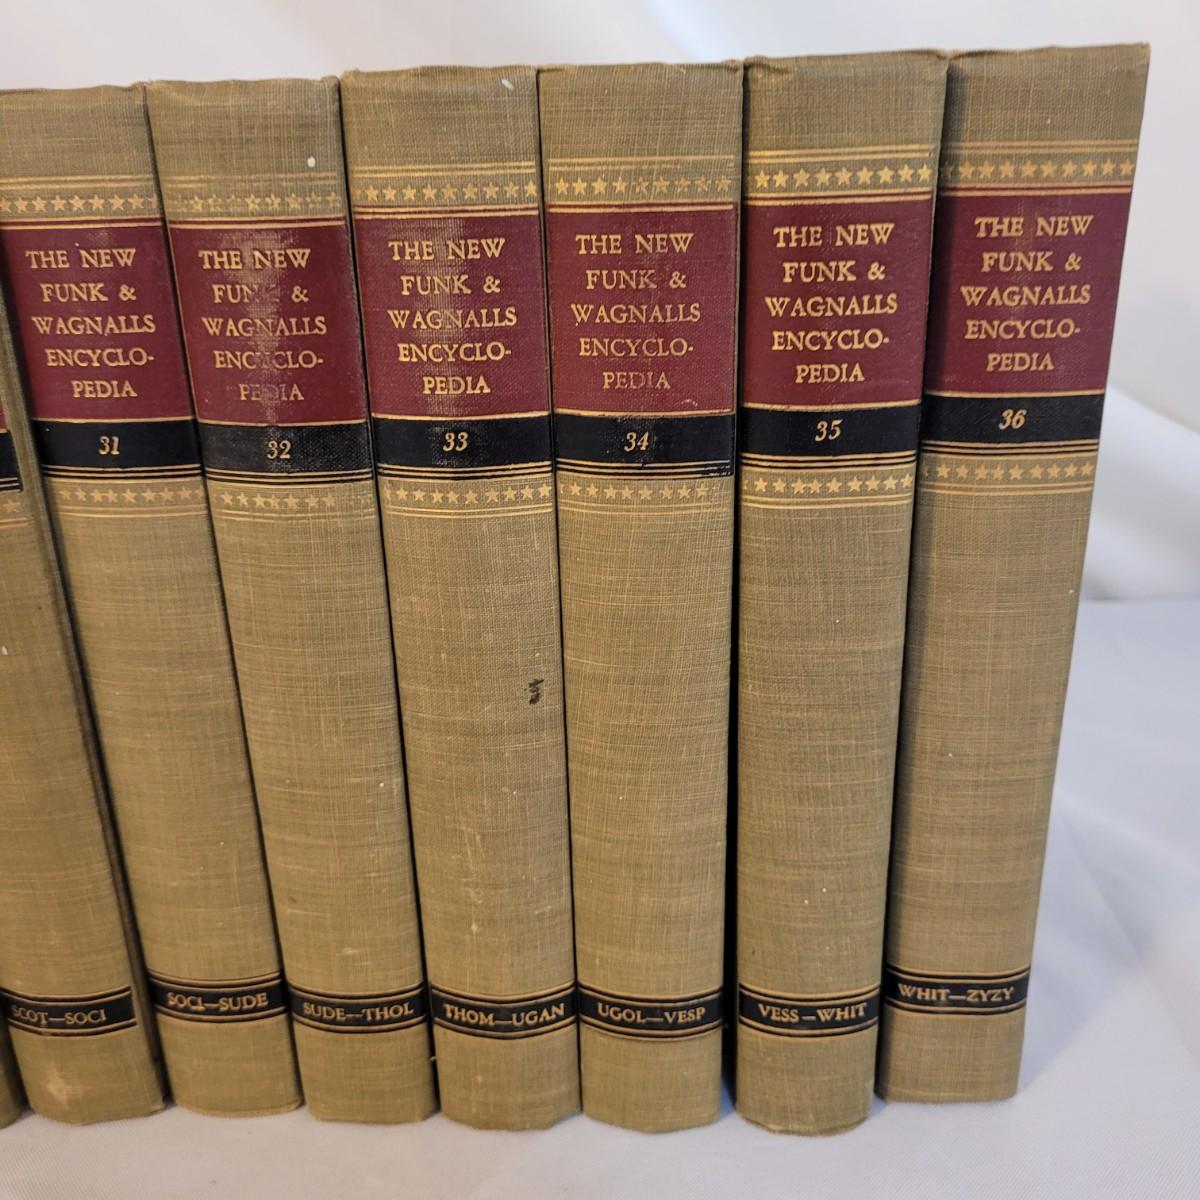 SCOT—SOCI
THE NEW
FUNK &
WAGNALLS
ENCYCLO-
PEDIA
31
SOCI—SUDE
THE NEW
FUNK &
WAGNALLS
ENCYCLO-
PEDIA
32
SUDE—THOL
THE NEW
FUNK &
WAGNALLS
ENCYCLO-
PEDIA
33
THOM—UGAN
THE NEW
FUNK &
WAGNALLS
ENCYCLO-
PEDIA
34
UGOL—VESP
THE NEW
FUNK &
WAGNALLS
ENCYCLO-
PEDIA
35
VESS—WHIT
THE NEW
FUNK &
WAGNALLS
ENCYCLO-
PEDIA
36
WHIT—ZYZY